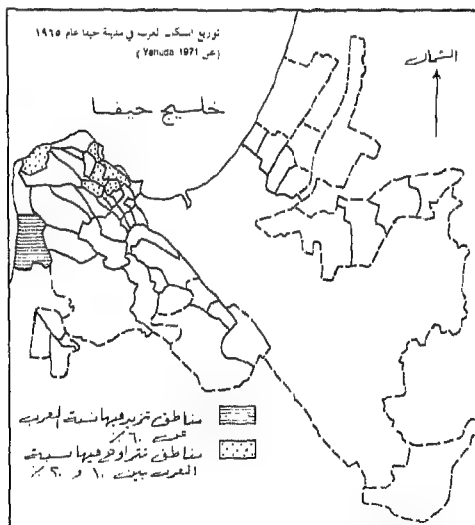 توزيع السكان العرب في مدينة حيفا عام ١٩٦٥
(عن Yehuda 1971)
الشمال
خليج حيفا
مناطق تزيد فيها نسبة العرب
عن ٦٠٪
مناطق تتراوح فيها نسبة
العرب بين ١٠ و ٢٠٪